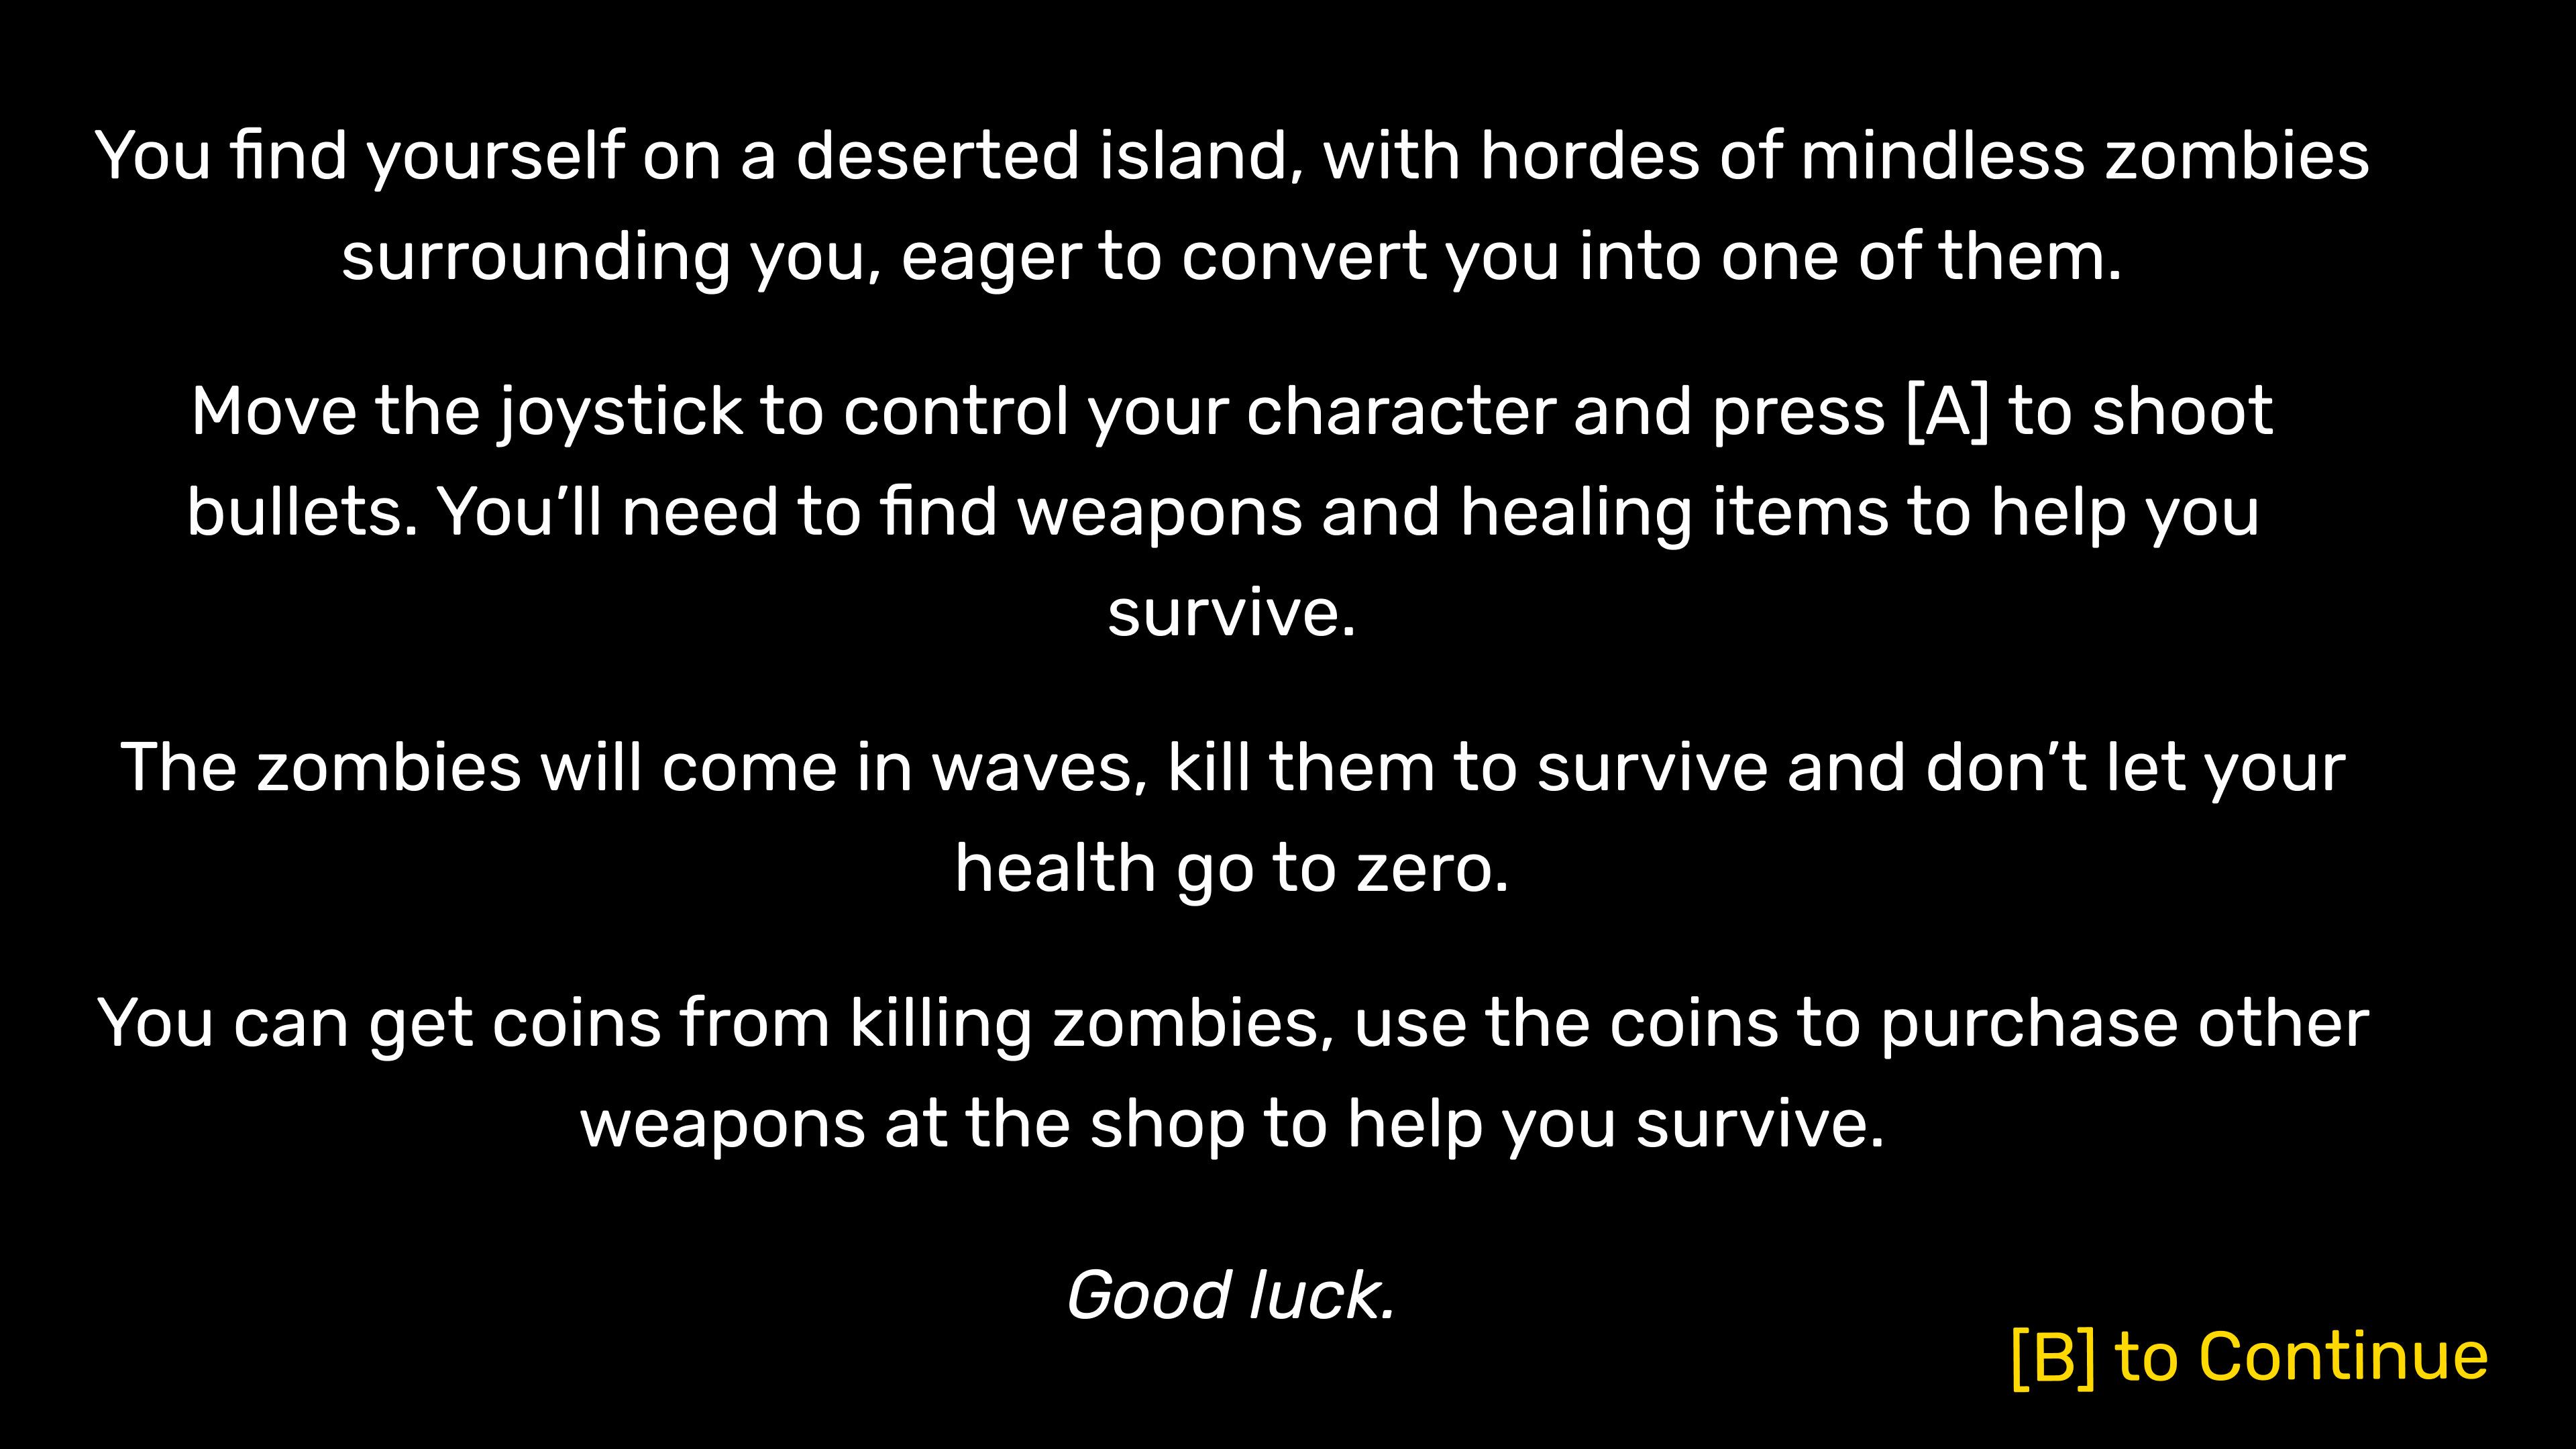 You find yourself on a deserted island, with hordes of mindless zombies
surrounding you, eager to convert you into one of them.
Move the joystick to control your character and press [A] to shoot
bullets. You’ll need to find weapons and healing items to help you
survive.
The zombies will come in waves, kill them to survive and don’t let your
health go to zero.
You can get coins from killing zombies, use the coins to purchase other
weapons at the shop to help you survive.
Good luck.
[B] to Continue